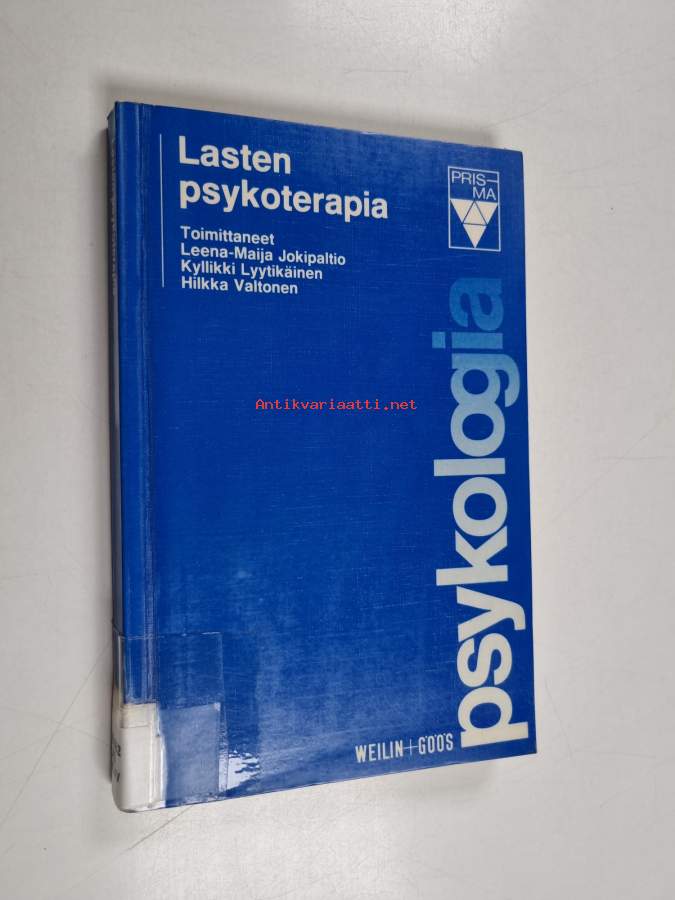 Lasten
psykoterapia
Toimittaneet
Leena-Maija Jokipaltio
Kyllikki Lyytikäinen
Hilkka Valtonen
PRIS-
MA
psykologia
Antikvariaatti.net
WEILIN+GÖÖS